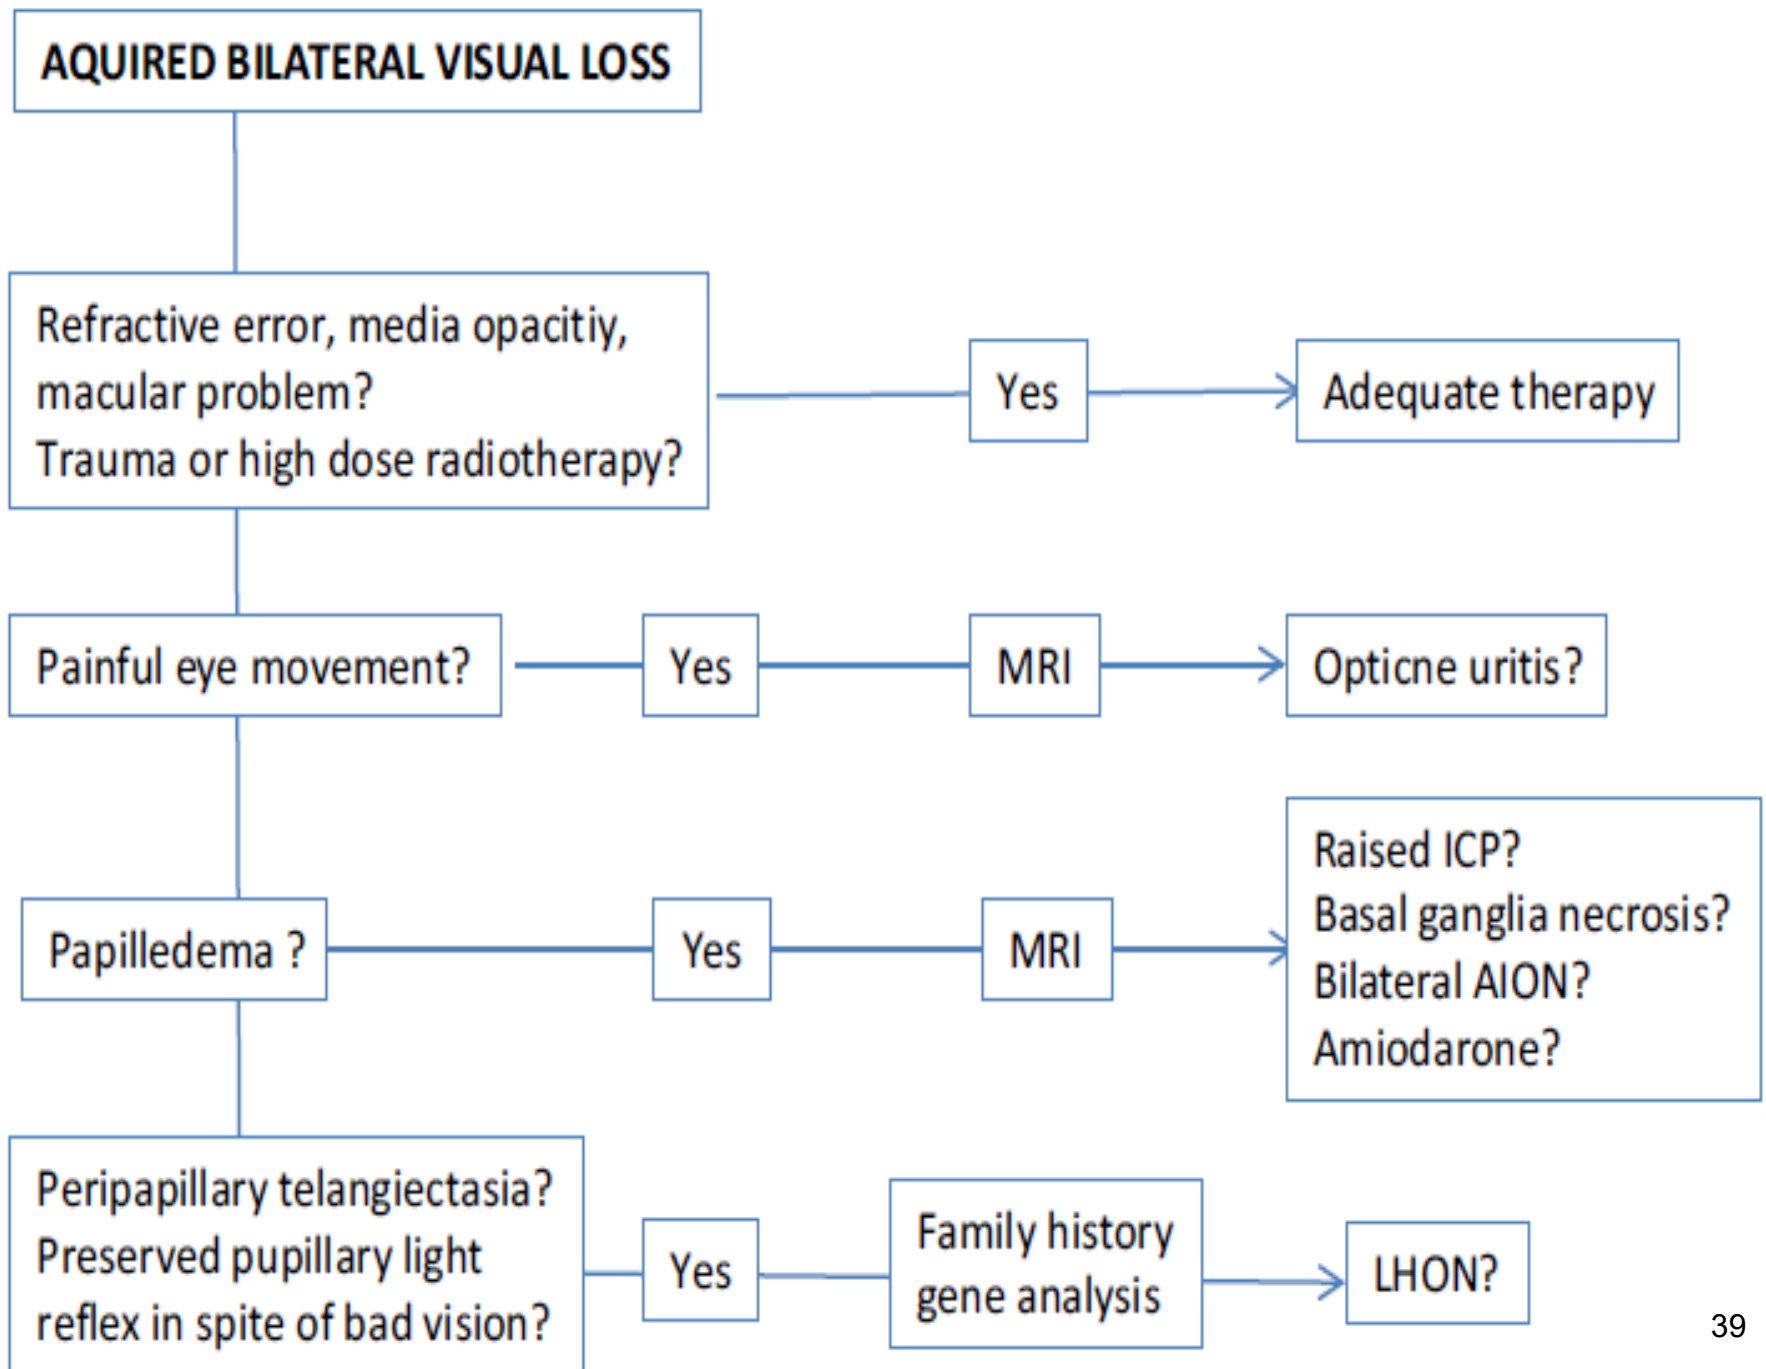 AQUIRED BILATERAL VISUAL LOSS
Refractive error, media opacitiy,
macular problem?
Trauma or high dose radiotherapy?
Yes
Adequate therapy
Painful eye movement?
Yes
MRI
Opticne uritis?
Papilledema ?
Yes
MRI
Raised ICP?
Basal ganglia necrosis?
Bilateral AION?
Amiodarone?
Peripapillary telangiectasia?
Preserved pupillary light
reflex in spite of bad vision?
Yes
Family history
gene analysis
LHON?
39